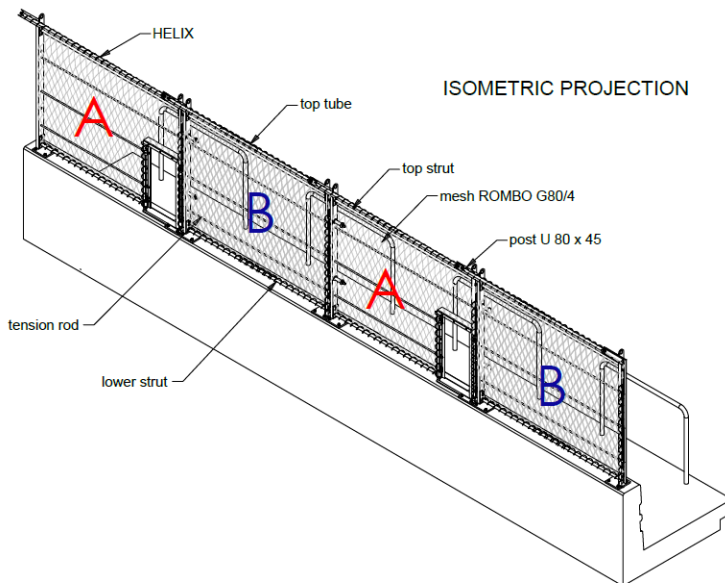 HELIX
ISOMETRIC PROJECTION
A
top tube
top strut
mesh ROMBO G80/4
B
post U 80 x 45
A
tension rod
lower strut
B